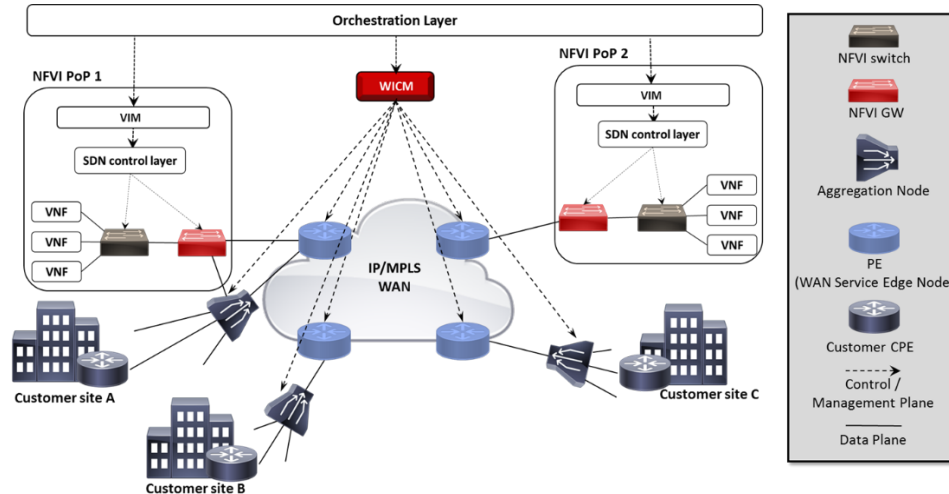 Orchestration Layer
NFVI PoP 1
VIM
SDN control layer
VNF
VNF
VNF
WICM
NFVI PoP 2
VIM
SDN control layer
VNF
VNF
VNF
IP/MPLS
WAN
Customer site A
Customer site B
Customer site C
NFVI switch
NFVI GW
Aggregation Node
PE
(WAN Service Edge Node)
Customer CPE
Control /
Management Plane
Data Plane